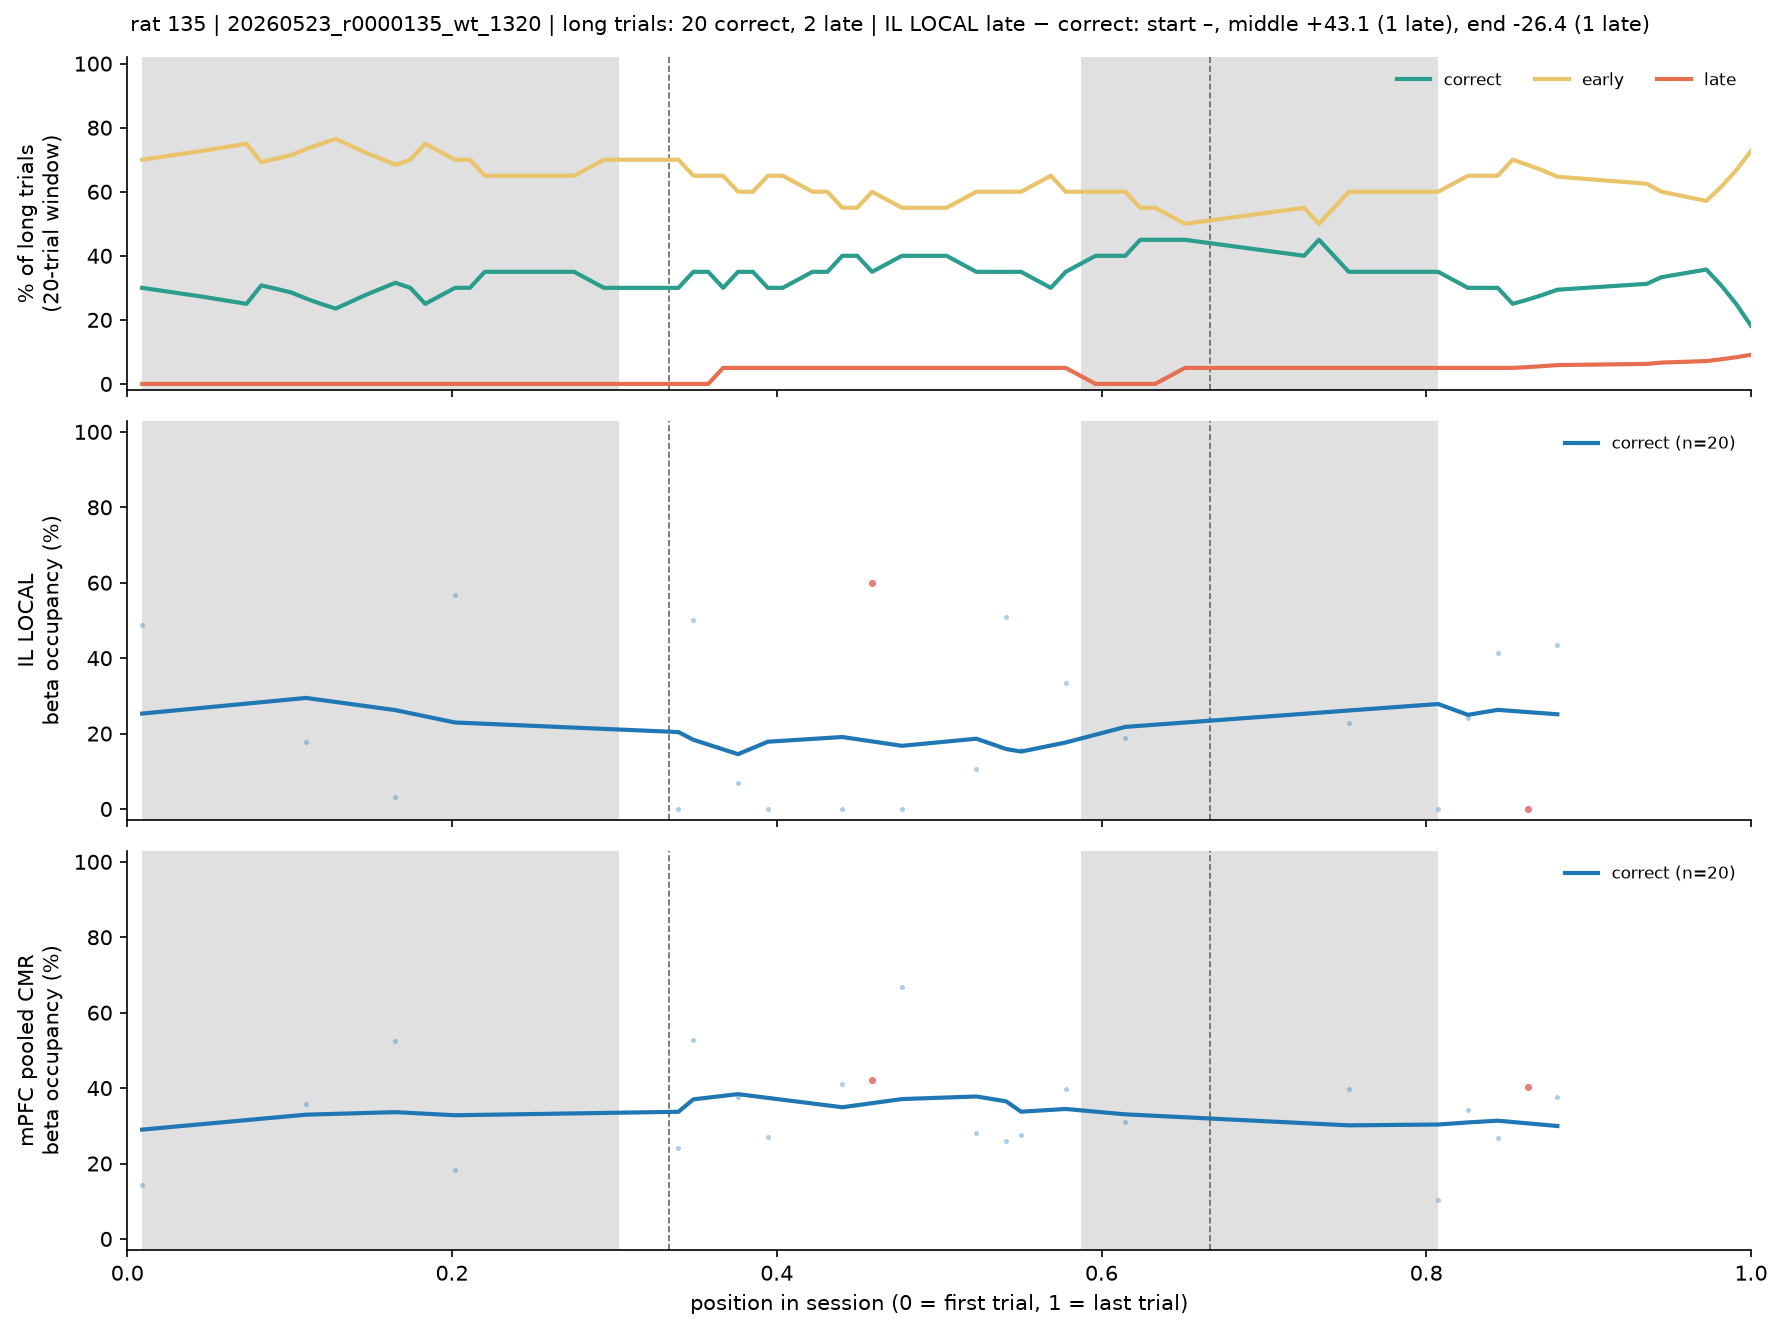 rat 135 | 20260523_r0000135_wt_1320 | long trials: 20 correct, 2 late | IL LOCAL late − correct: start –, middle +43.1 (1 late), end -26.4 (1 late)
100
80
60
40
20
0
% of long trials
(20-trial window)
correct
early
late
100
80
60
40
20
0
IL LOCAL
beta occupancy (%)
correct (n=20)
100
80
60
40
20
0
mPFC pooled CMR
beta occupancy (%)
correct (n=20)
0.0 0.2 0.4 0.6 0.8 1.0
position in session (0 = first trial, 1 = last trial)